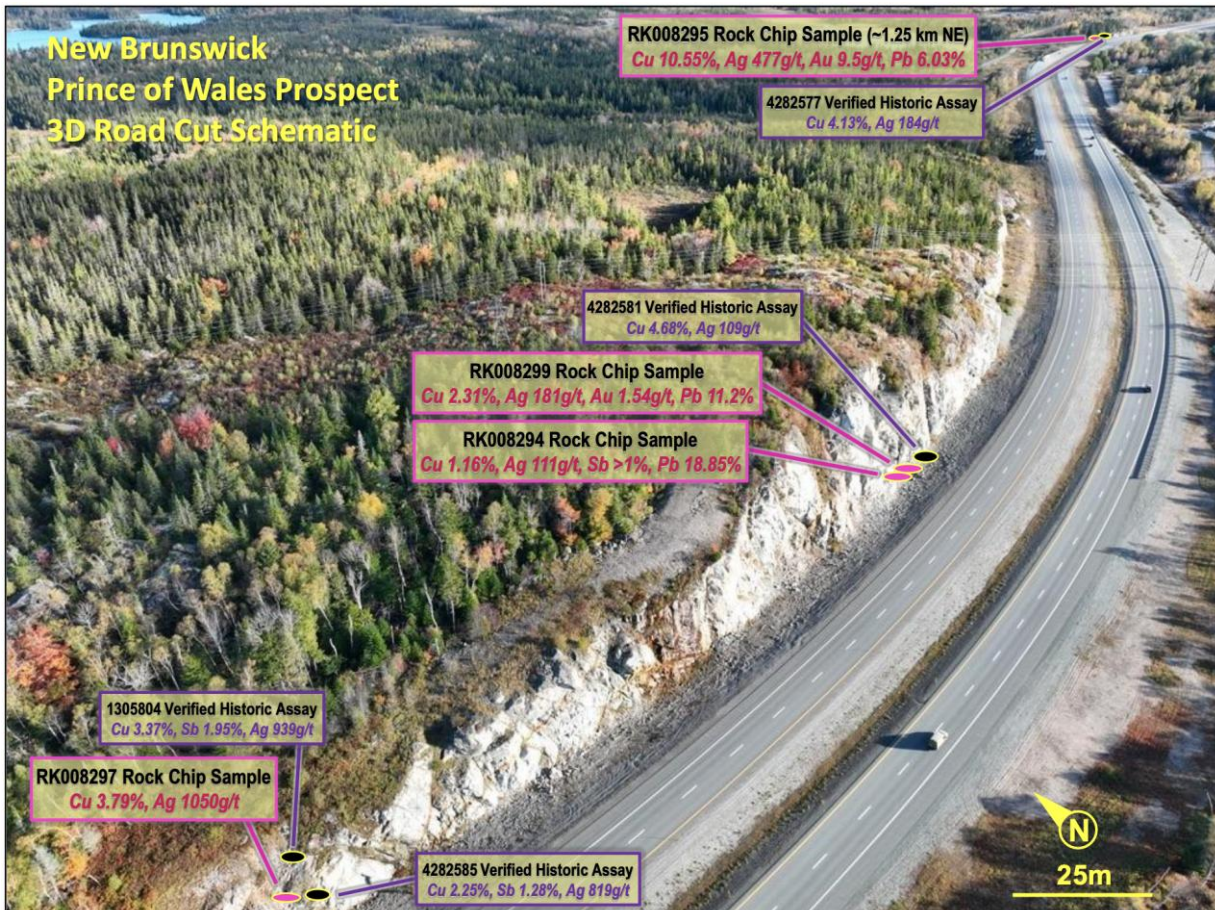 New Brunswick
Prince of Wales Prospect
3D Road Cut Schematic
RK008295 Rock Chip Sample (~1.25 km NE)
Cu 10.55%, Ag 477g/t, Au 9.5g/t, Pb 6.03%
4282577 Verified Historic Assay
Cu 4.13%, Ag 184g/t
4282581 Verified Historic Assay
Cu 4.68%, Ag 109g/t
RK008299 Rock Chip Sample
Cu 2.31%, Ag 181g/t, Au 1.54g/t, Pb 11.2%
RK008294 Rock Chip Sample
Cu 1.16%, Ag 111g/t, Sb >1%, Pb 18.85%
1305804 Verified Historic Assay
Cu 3.37%, Sb 1.95%, Ag 939g/t
RK008297 Rock Chip Sample
Cu 3.79%, Ag 1050g/t
4282585 Verified Historic Assay
Cu 2.25%, Sb 1.28%, Ag 819g/t
N
25m